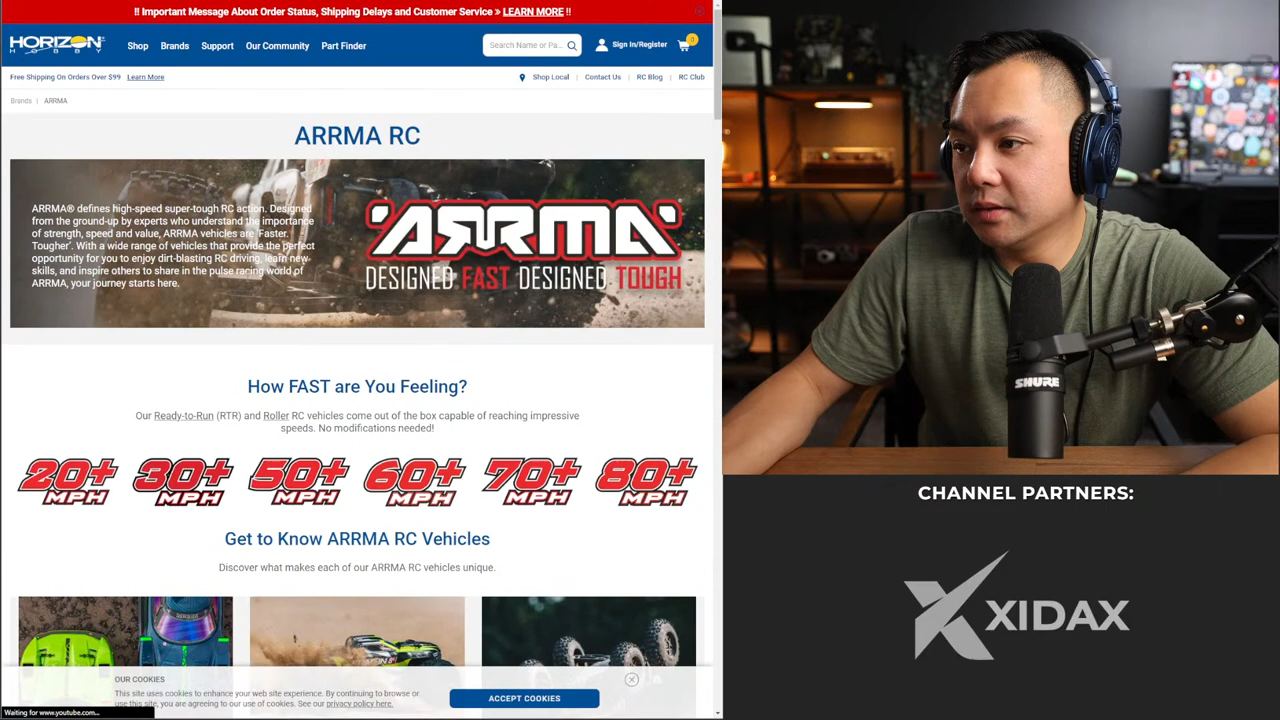 !! Important Message About Order Status, Shipping Delays and Customer Service » LEARN MORE !!
HORIZON
HOBBY
Shop Brands Support Our Community Part Finder
Search Name or Pa...
Sign In/Register
0
Free Shipping On Orders Over $99 Learn More
Shop Local | Contact Us | RC Blog | RC Club
Brands | ARRMA
ARRMA RC
ARRMA® defines high-speed super-tough RC action. Designed
from the ground-up by experts who understand the importance
of strength, speed and value, ARRMA vehicles are 'Faster.
Tougher'. With a wide range of vehicles that provide the perfect
opportunity for you to enjoy dirt-blasting RC driving, learn new
skills, and inspire others to share in the pulse racing world of
ARRMA, your journey starts here.
ARRMA
DESIGNED FAST DESIGNED TOUGH
How FAST are You Feeling?
Our Ready-to-Run (RTR) and Roller RC vehicles come out of the box capable of reaching impressive
speeds. No modifications needed!
20+ MPH
30+ MPH
50+ MPH
60+ MPH
70+ MPH
80+ MPH
Get to Know ARRMA RC Vehicles
Discover what makes each of our ARRMA RC vehicles unique.
OUR COOKIES
This site uses cookies to enhance your web site experience. By continuing to browse or
use this site, you are agreeing to our use of cookies. See our privacy policy here.
ACCEPT COOKIES
Waiting for www.youtube.com...
SHURE
CHANNEL PARTNERS:
XIDAX